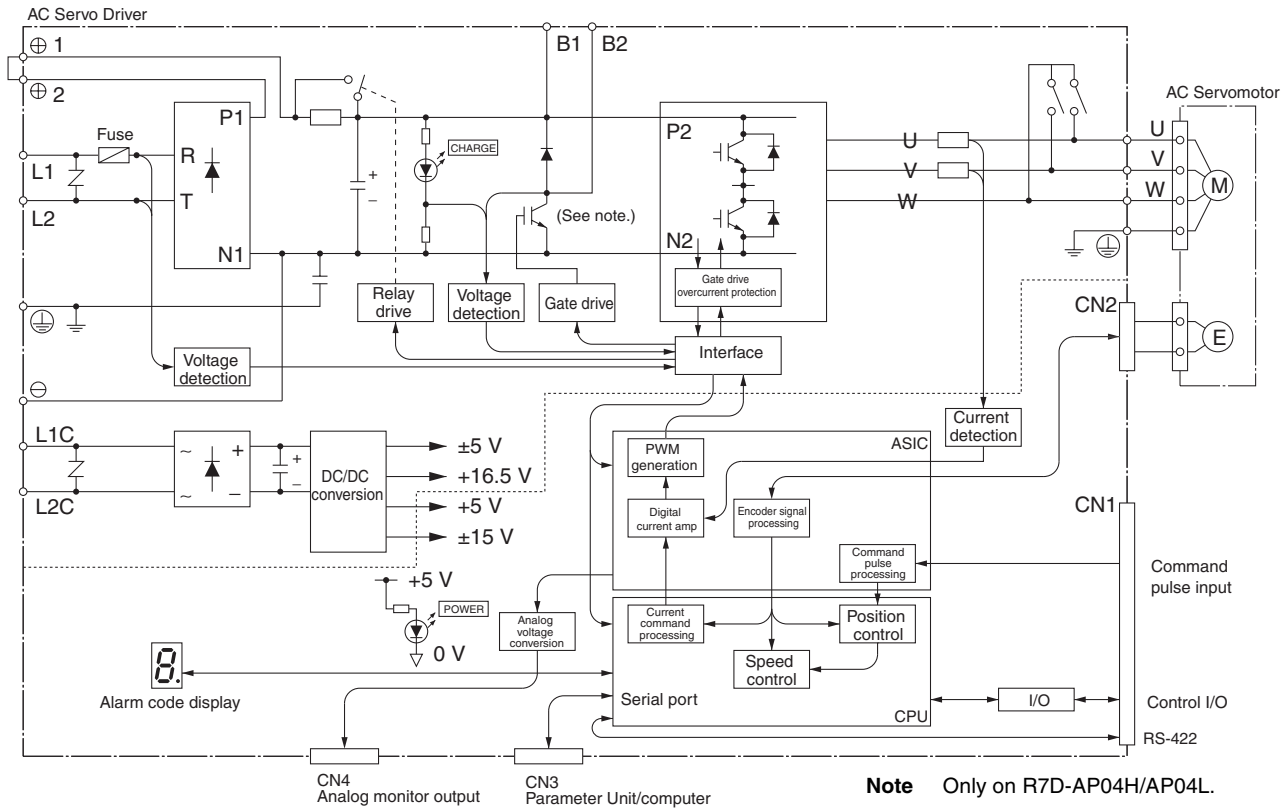 AC Servo Driver
⊕ 1
⊕ 2
B1 B2
AC Servomotor
P1
Fuse
R
L1
T
L2
N1
CHARGE
+
–
(See note.)
P2
N2
U
V
W
U
V
W
M
Gate drive
overcurrent protection
Relay
drive
Voltage
detection
Gate drive
Interface
Voltage
detection
CN2
E
⊖
L1C
L2C
~
~
+
–
+
–
DC/DC
conversion
±5 V
+16.5 V
+5 V
±15 V
Current
detection
ASIC
PWM
generation
Digital
current amp
Encoder signal
processing
Command
pulse
processing
CN1
Command
pulse input
+5 V
POWER
0 V
Analog
voltage
conversion
Current
command
processing
Position
control
Speed
control
8.
Alarm code display
Serial port
CPU
I/O
Control I/O
RS-422
CN4
Analog monitor output
CN3
Parameter Unit/computer
Note Only on R7D-AP04H/AP04L.